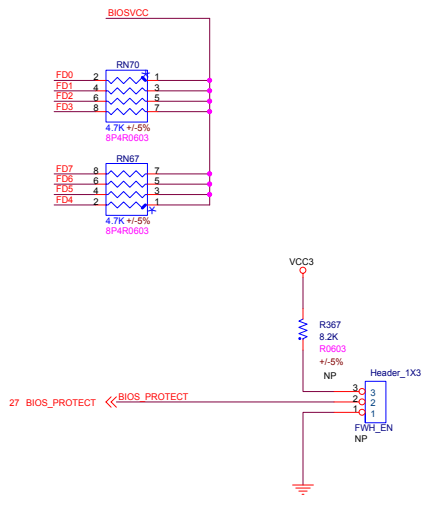 BIOSVCC
RN70
FD0 2 1
FD1 4 3
FD2 6 5
FD3 8 7
4.7K +/-5%
8P4R0603
RN67
FD7 8 7
FD6 6 5
FD5 4 3
FD4 2 1
4.7K +/-5%
8P4R0603
VCC3
R367
8.2K
R0603
+/-5%
NP
Header_1X3
3 3
2 2
1 1
27 BIOS_PROTECT BIOS_PROTECT
FWH_EN
NP